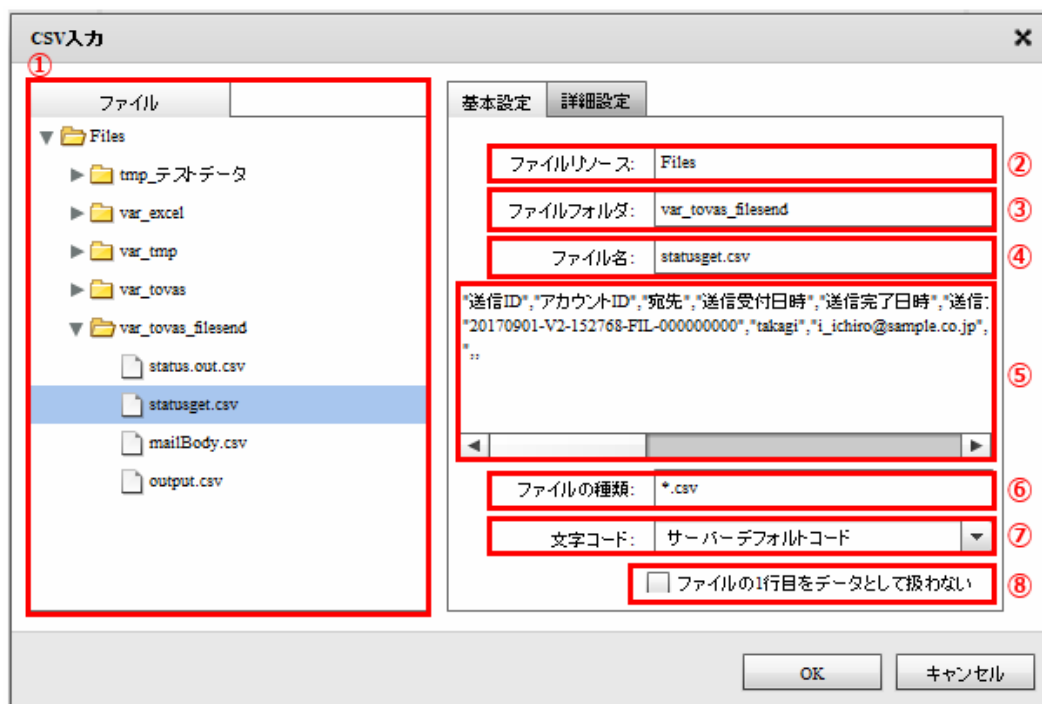 CSV入力
①
ファイル
Files
tmp_テストデータ
var_excel
var_tmp
var_tovas
var_tovas_filesend
status.out.csv
statusget.csv
mailBody.csv
output.csv
基本設定 詳細設定
ファイルリソース: Files ②
ファイルフォルダ: var_tovas_filesend ③
ファイル名: statusget.csv ④
"送信ID","アカウントID","宛先","送信受付日時","送信完了日時","送信
"20170901-V2-152768-FIL-000000000","takagi","i_ichiro@sample.co.jp",
",,
⑤
ファイルの種類: *.csv ⑥
文字コード: サーバーデフォルトコード ⑦
ファイルの1行目をデータとして扱わない ⑧
OK キャンセル